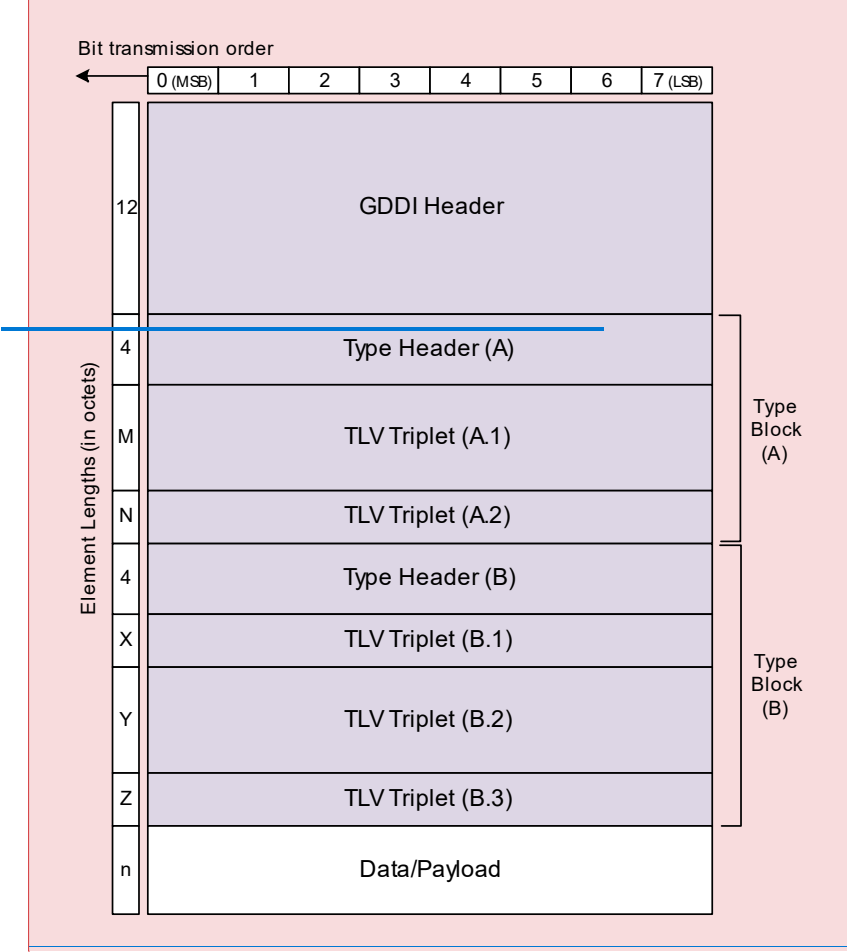 Bit transmission order
0 (MSB) 1 2 3 4 5 6 7 (LSB)
12 GDDI Header
4 Type Header (A)
M TLV Triplet (A.1)
N TLV Triplet (A.2)
Type
Block
(A)
4 Type Header (B)
X TLV Triplet (B.1)
Y TLV Triplet (B.2)
Z TLV Triplet (B.3)
Type
Block
(B)
n Data/Payload
Element Lengths (in octets)